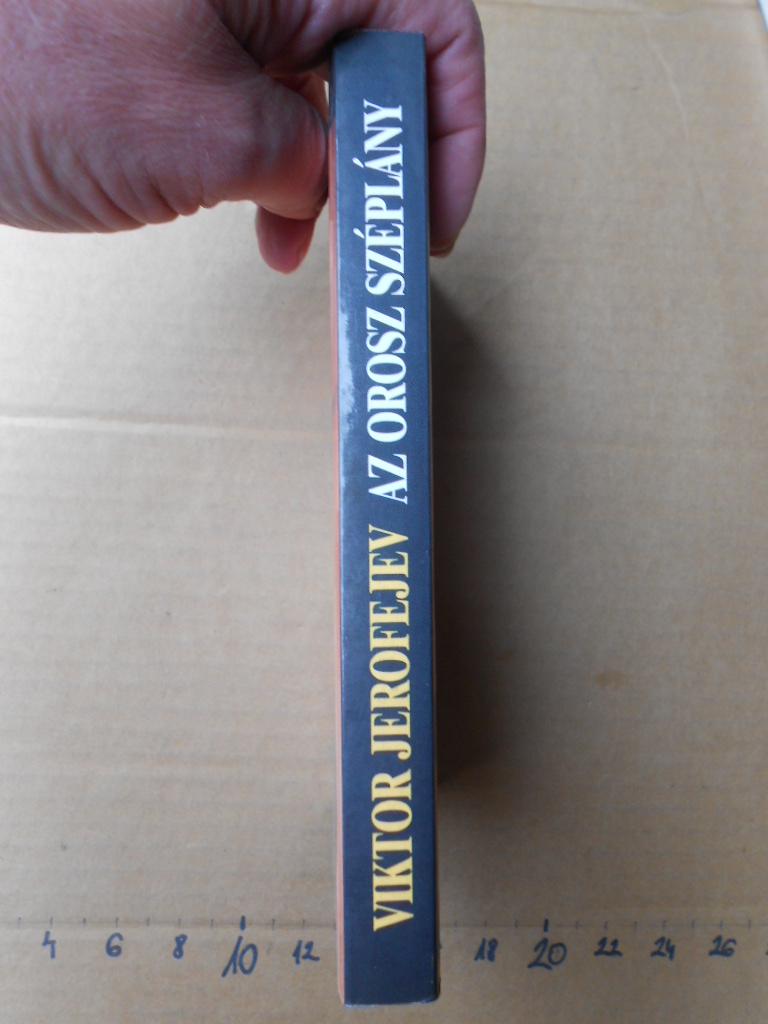 VIKTOR JEROFEJEV AZ OROSZ SZÉPLÁNY
4 6 8 10 12 18 20 22 24 26